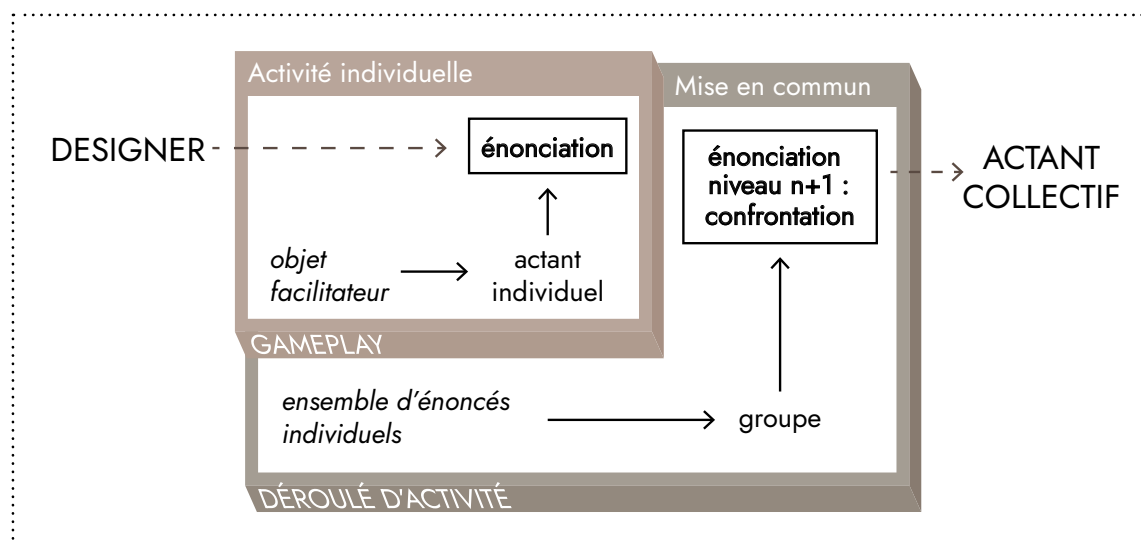 Activité individuelle
Mise en commun
DESIGNER
énonciation
énonciation
niveau n+1 :
confrontation
ACTANT
COLLECTIF
objet
facilitateur
actant
individuel
GAMEPLAY
ensemble d'énoncés
individuels
groupe
DÉROULÉ D'ACTIVITÉ